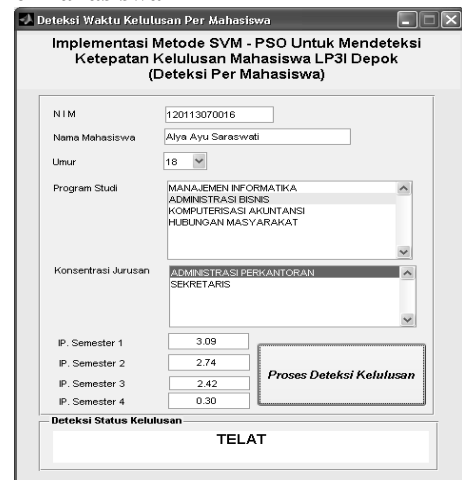 Deteksi Waktu Kelulusan Per Mahasiswa
Implementasi Metode SVM - PSO Untuk Mendeteksi
Ketepatan Kelulusan Mahasiswa LP3I Depok
(Deteksi Per Mahasiswa)
N I M
120113070016
Nama Mahasiswa
Alya Ayu Saraswati
Umur
18
Program Studi
MANAJEMEN INFORMATIKA
ADMINISTRASI BISNIS
KOMPUTERISASI AKUNTANSI
HUBUNGAN MASYARAKAT
Konsentrasi Jurusan
ADMINISTRASI PERKANTORAN
SEKRETARIS
IP. Semester 1
3.09
IP. Semester 2
2.74
IP. Semester 3
2.42
IP. Semester 4
0.30
Proses Deteksi Kelulusan
Deteksi Status Kelulusan
TELAT